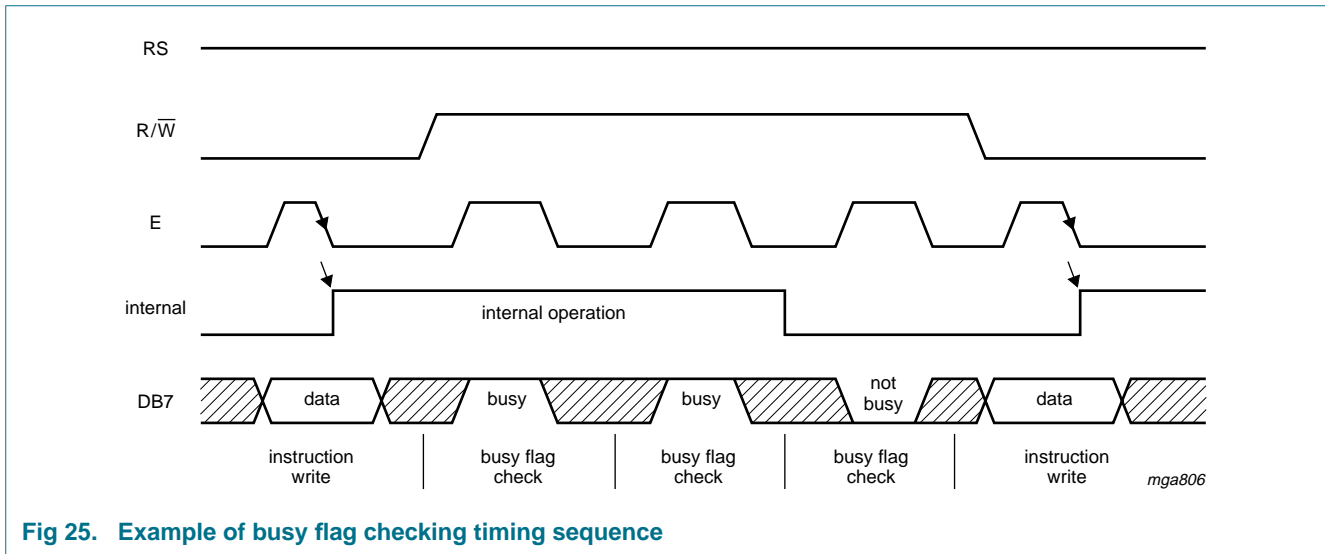 RS
R/W̅
E
internal
internal operation
DB7
data
busy
busy
not
busy
data
instruction
write
busy flag
check
busy flag
check
busy flag
check
instruction
write
mga806
Fig 25. Example of busy flag checking timing sequence